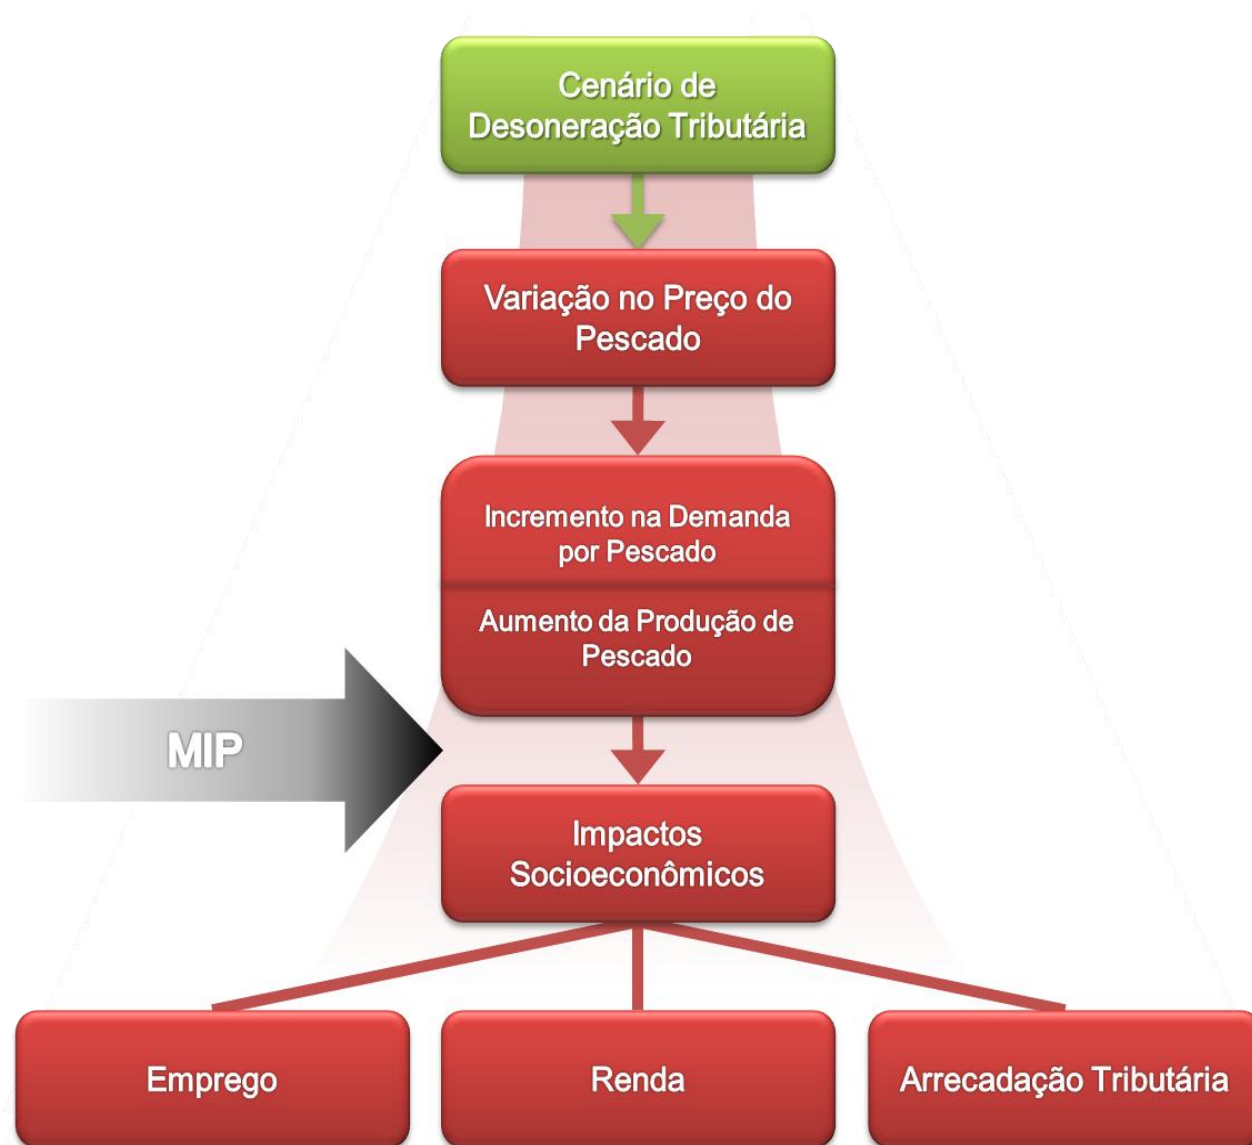 Cenário de
Desoneração Tributária
Variação no Preço do
Pescado
Incremento na Demanda
por Pescado
Aumento da Produção de
Pescado
MIP
Impactos
Socioeconômicos
Emprego
Renda
Arrecadação Tributária